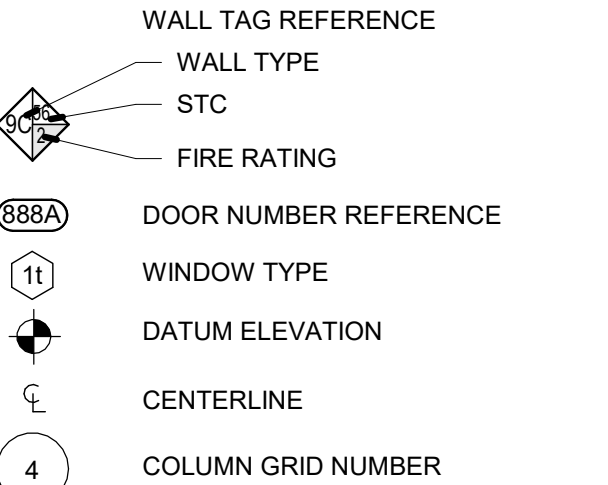 WALL TAG REFERENCE
WALL TYPE
9C 56 STC
2 FIRE RATING
888A DOOR NUMBER REFERENCE
1t WINDOW TYPE
DATUM ELEVATION
℄ CENTERLINE
4 COLUMN GRID NUMBER